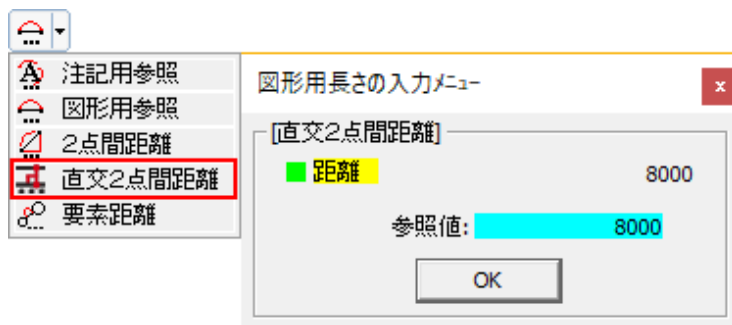 注記用参照
図形用参照
2点間距離
直交2点間距離
要素距離
図形用長さの入力メニュー
x
[直交2点間距離]
距離 8000
参照値: 8000
OK